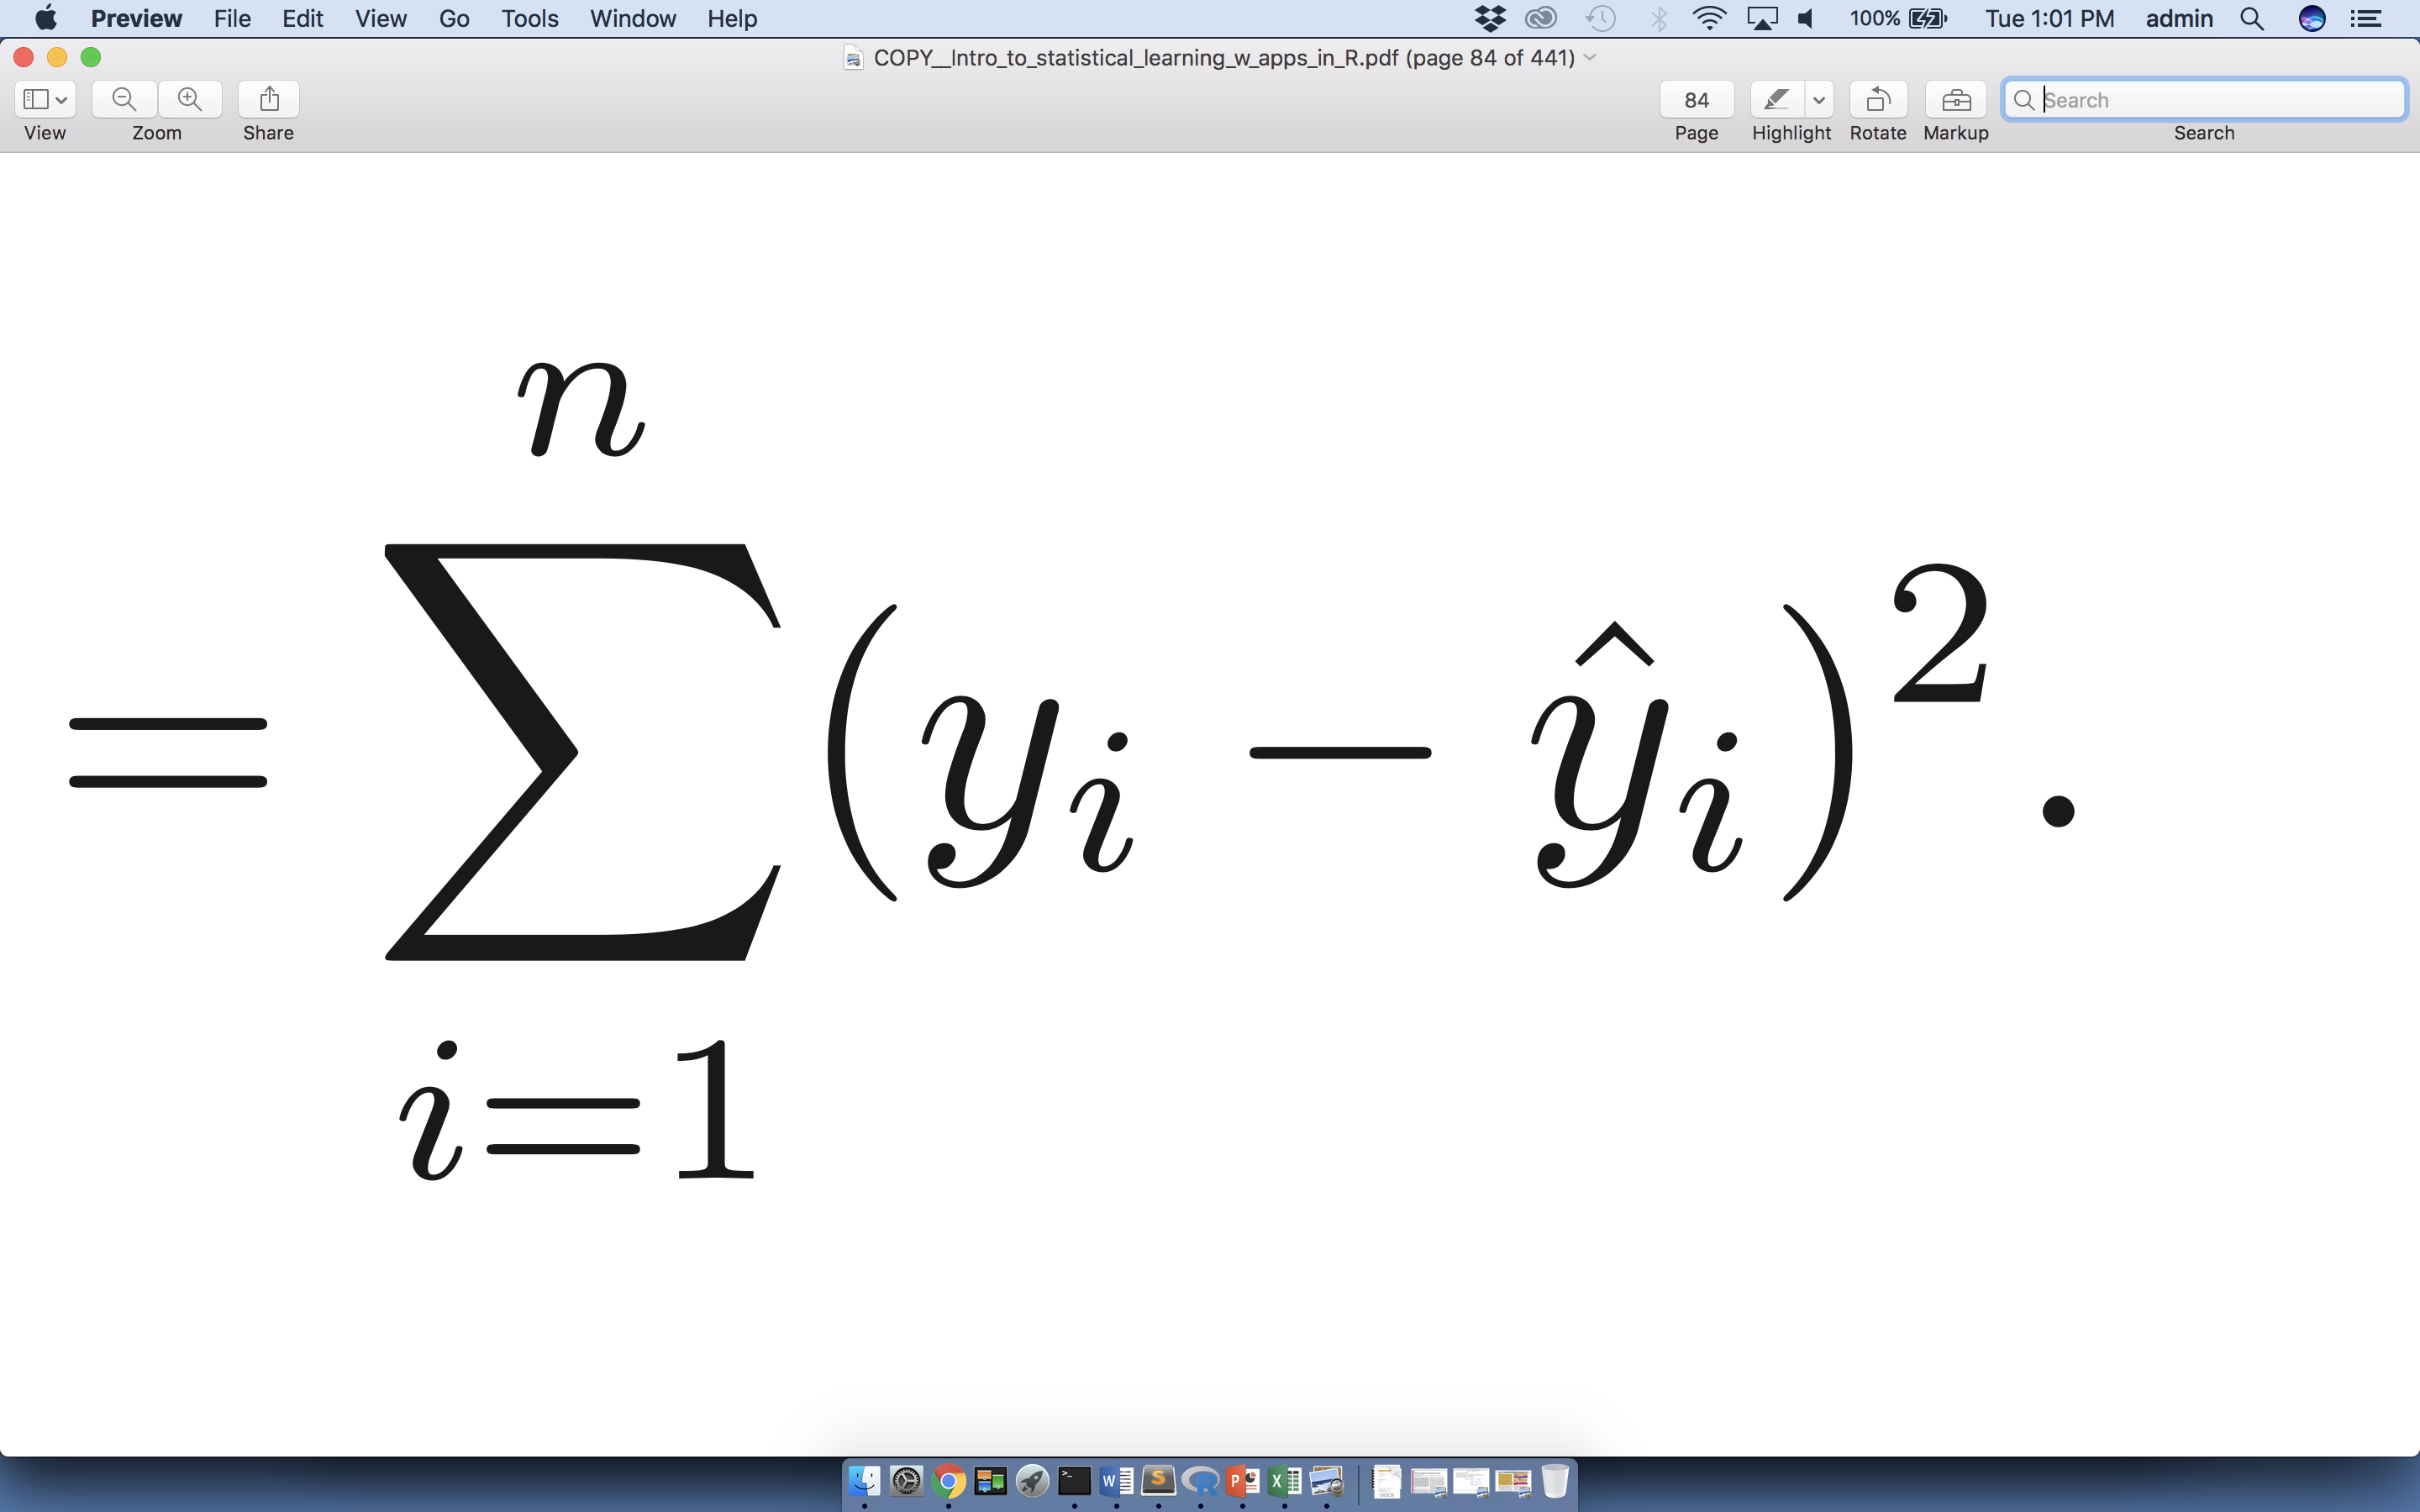 Preview File Edit View Go Tools Window Help 100% Tue 1:01 PM admin
COPY__Intro_to_statistical_learning_w_apps_in_R.pdf (page 84 of 441)
84 Search
View Zoom Share Page Highlight Rotate Markup Search
n
= ∑ (yᵢ − ŷᵢ)².
i=1